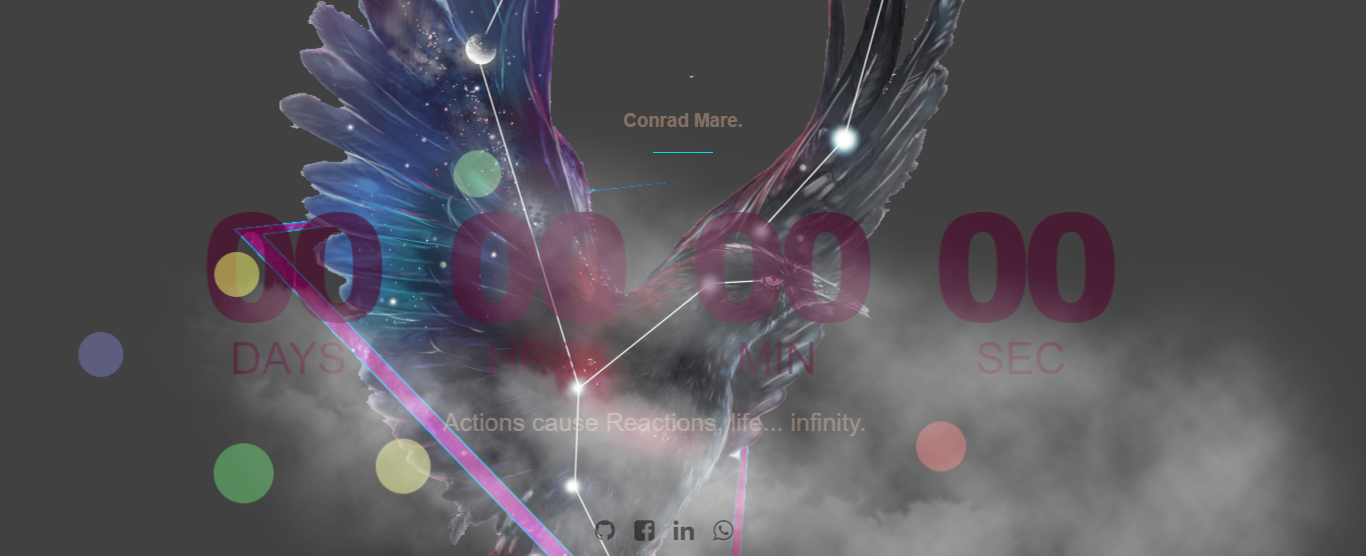 Conrad Mare.
00 00 00 00
DAYS HRS MIN SEC
Actions cause Reactions, life... infinity.